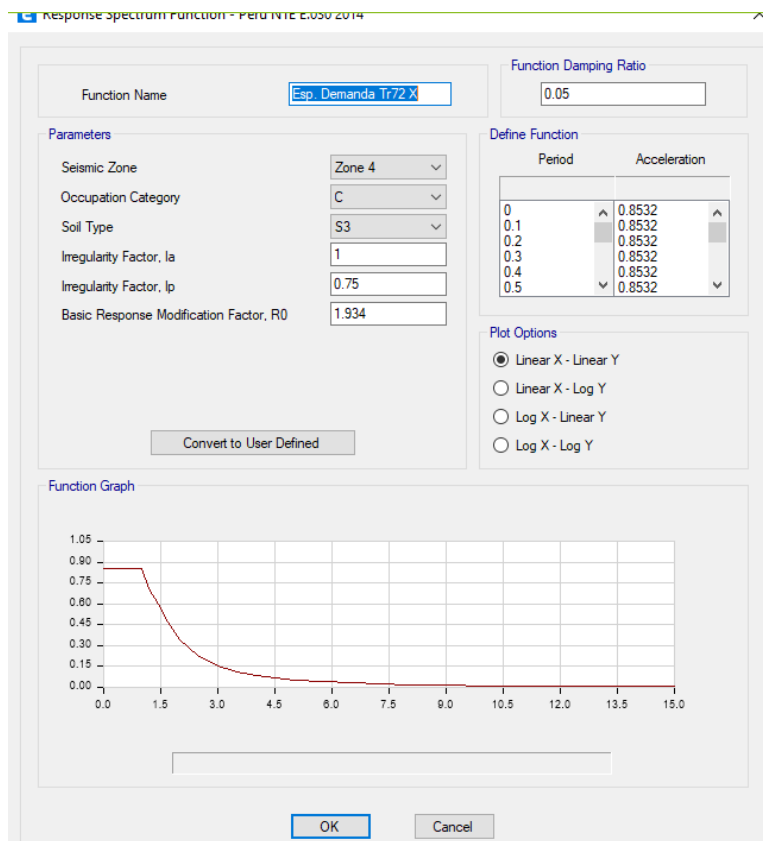 Response Spectrum Function - Peru NTE E.030 2014
Function Name
Esp. Demanda Tr72 X
Function Damping Ratio
0.05
Parameters
Seismic Zone
Zone 4
Occupation Category
C
Soil Type
S3
Irregularity Factor, Ia
1
Irregularity Factor, Ip
0.75
Basic Response Modification Factor, R0
1.934
Convert to User Defined
Define Function
Period Acceleration
0 0.8532
0.1 0.8532
0.2 0.8532
0.3 0.8532
0.4 0.8532
0.5 0.8532
Plot Options
Linear X - Linear Y
Linear X - Log Y
Log X - Linear Y
Log X - Log Y
Function Graph
1.05
0.90
0.75
0.60
0.45
0.30
0.15
0.00
0.0 1.5 3.0 4.5 6.0 7.5 9.0 10.5 12.0 13.5 15.0
OK Cancel